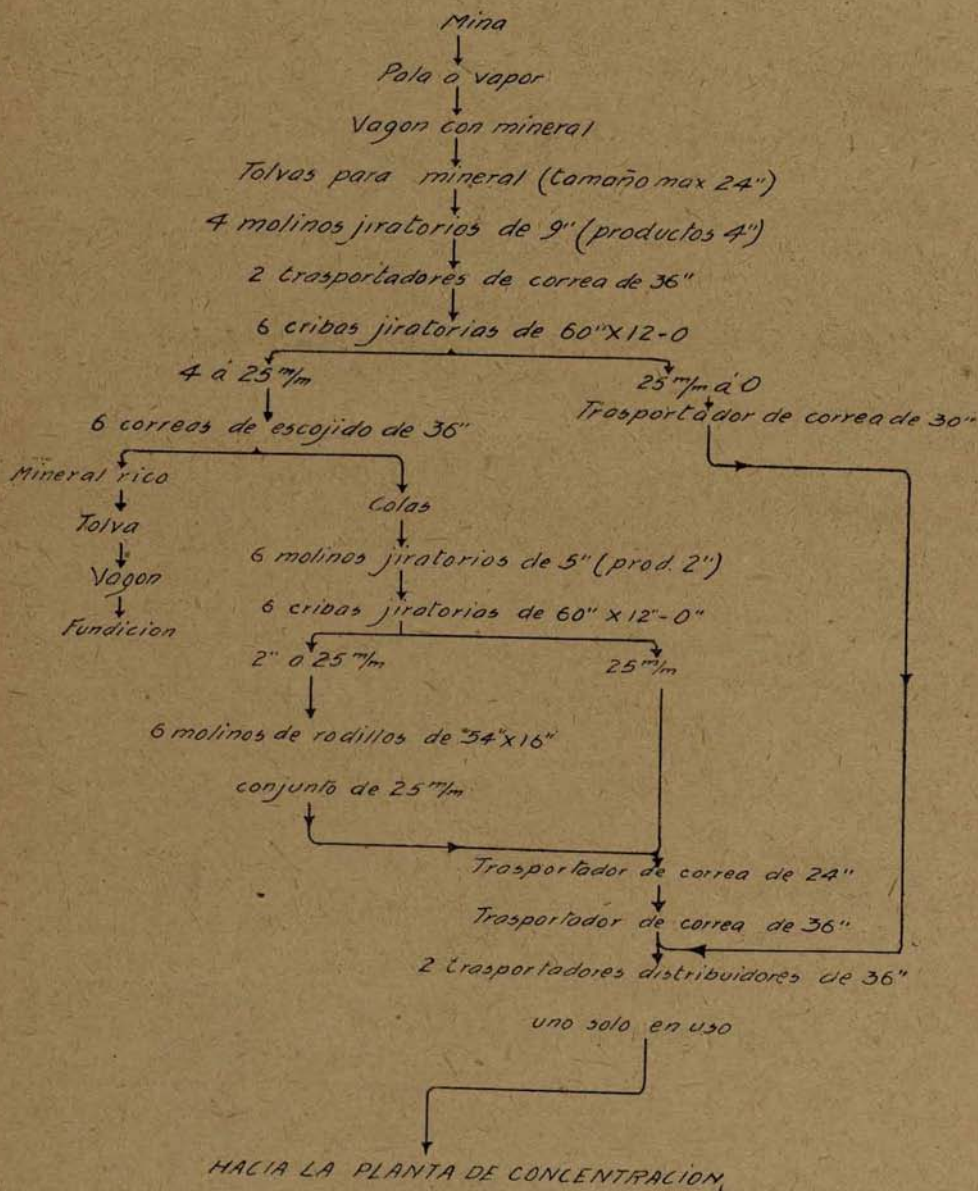 Mina
Pala a vapor
Vagon con mineral
Tolvas para mineral (tamaño max 24")
4 molinos jiratorios de 9" (productos 4")
2 trasportadores de correa de 36"
6 cribas jiratorias de 60" X 12-0
4 á 25 m/m
25 m/m á 0
Trasportador de correa de 30"
6 correas de escojido de 36"
Mineral rico
Colas
Tolva
6 molinos jiratorios de 5" (prod. 2")
Vagon
6 cribas jiratorias de 60" X 12"-0"
Fundicion
2" a 25 m/m
25 m/m
6 molinos de rodillos de 54" X 16"
conjunto de 25 m/m
Trasportador de correa de 24"
Trasportador de correa de 36"
2 trasportadores distribuidores de 36"
uno solo en uso
HACIA LA PLANTA DE CONCENTRACION,